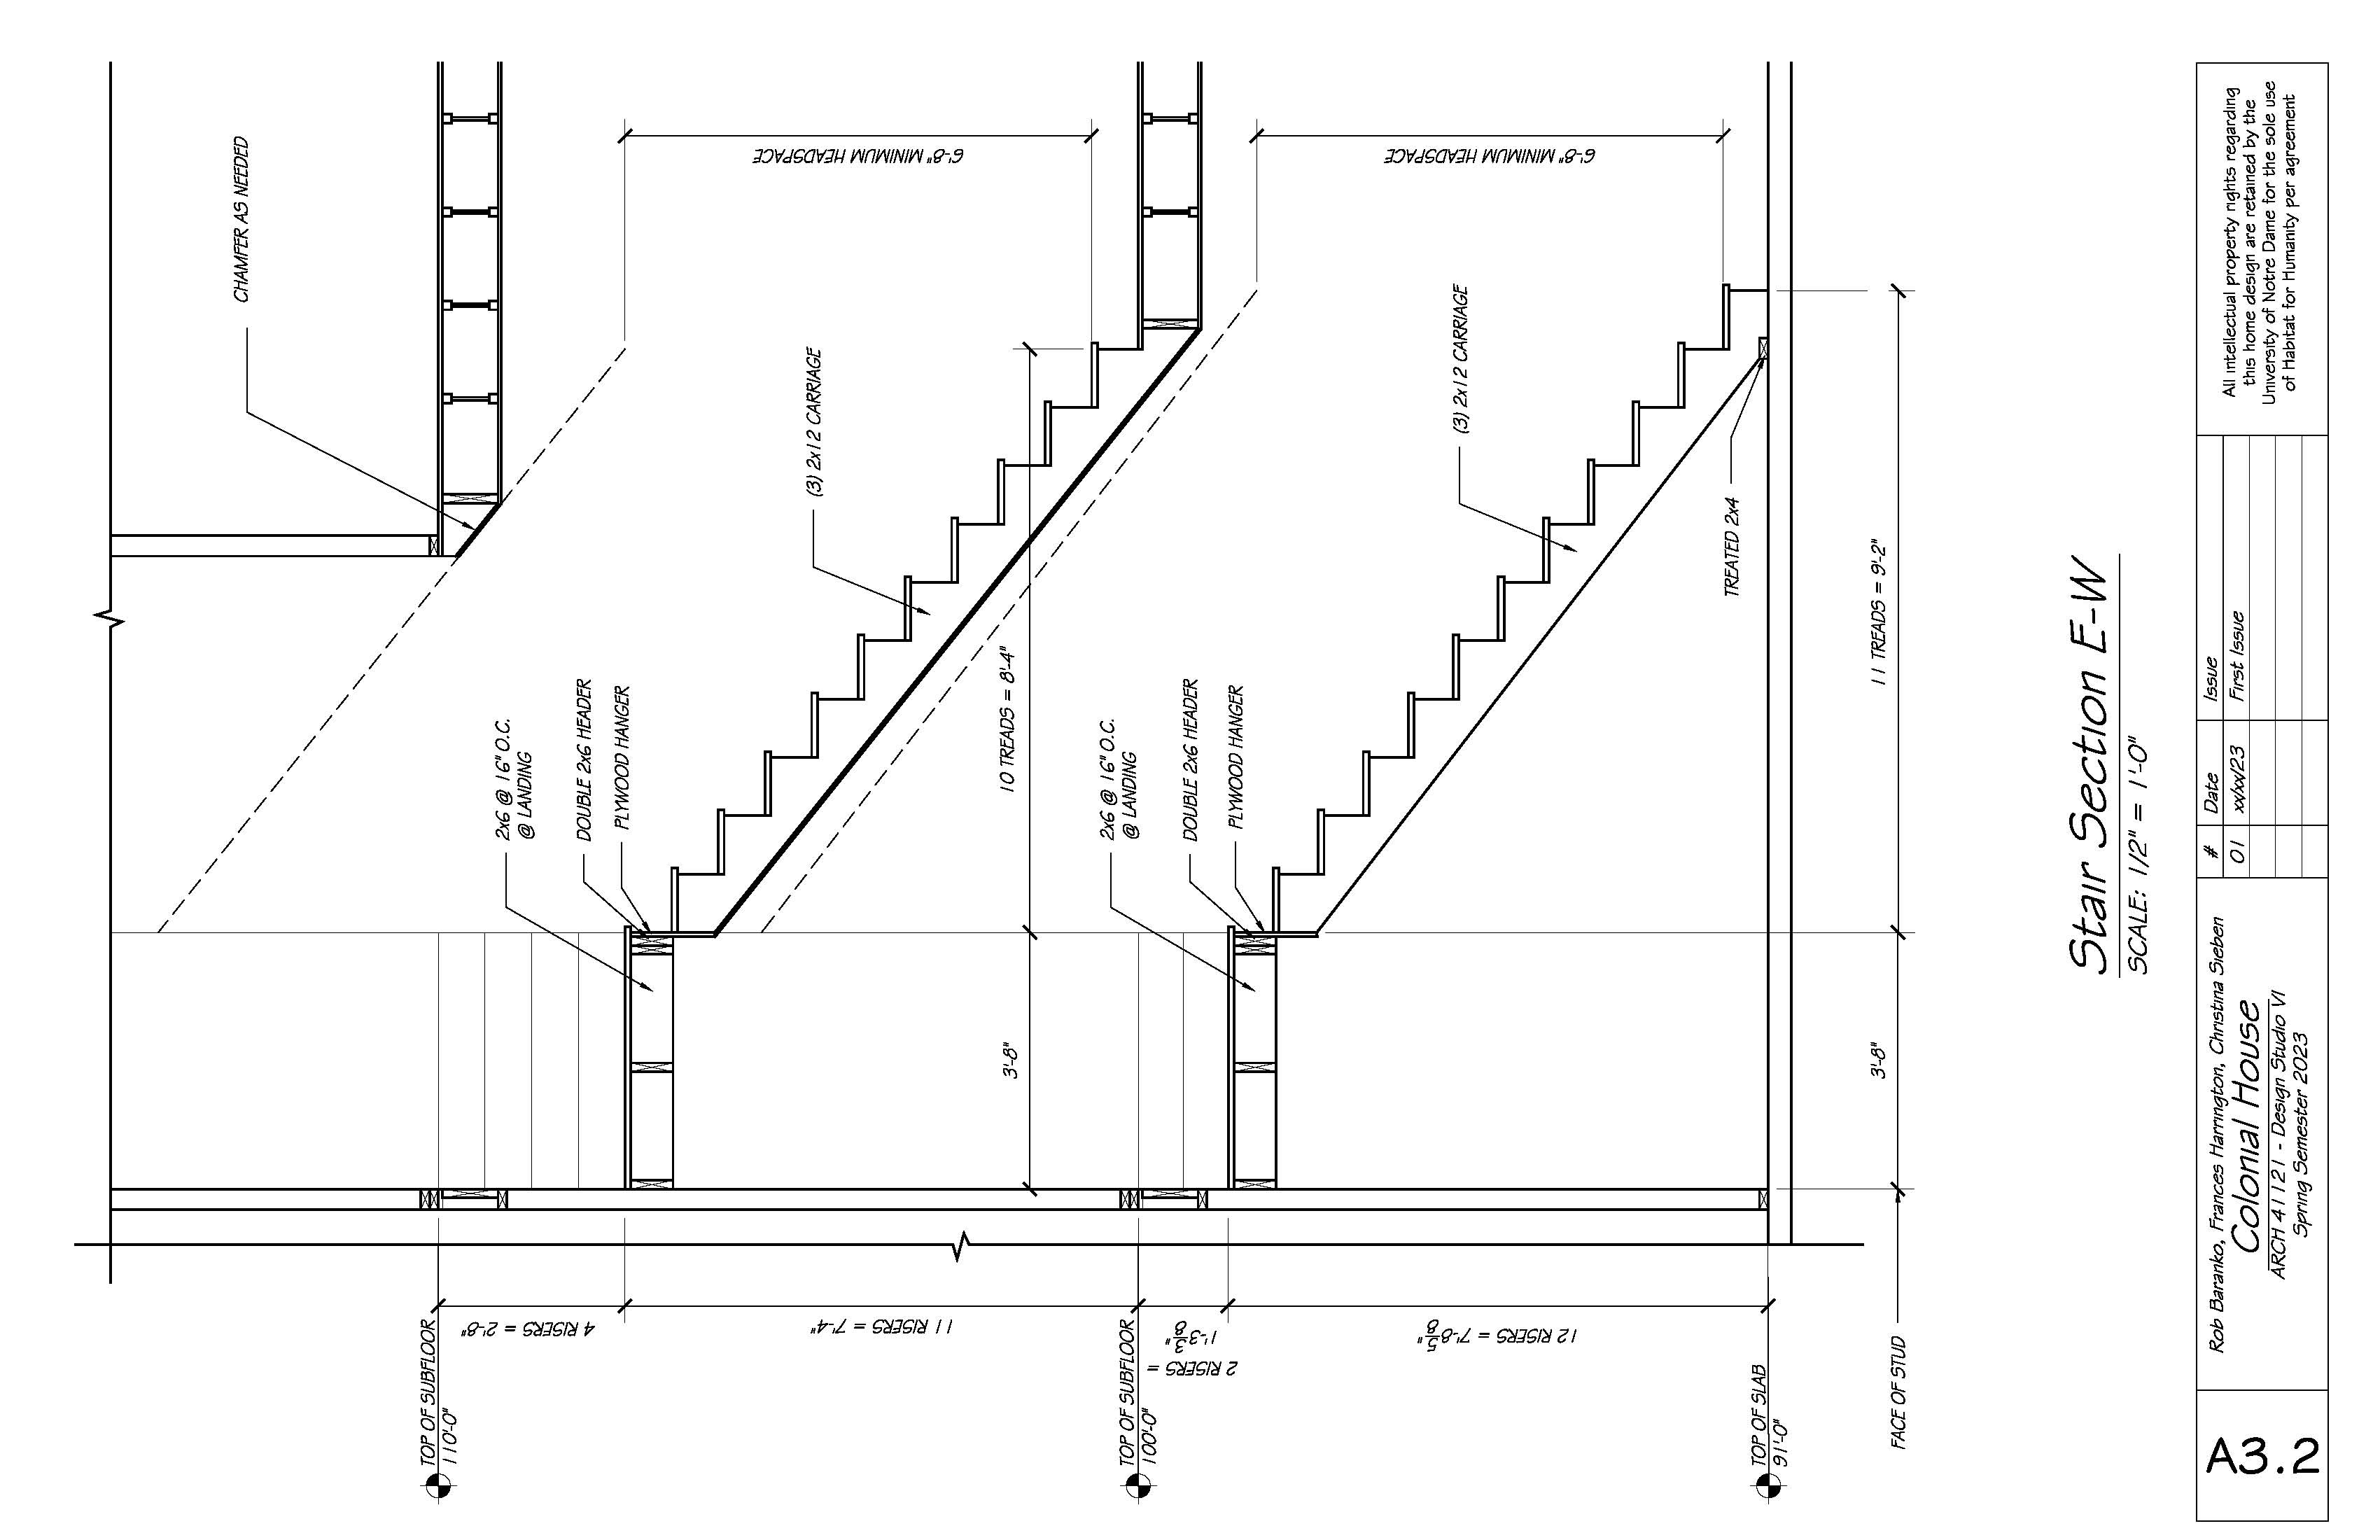 CHAMFER AS NEEDED
TOP OF SUBFLOOR
110'-0"
4 RISERS = 2'-8"
2x6 @ 16" O.C.
@ LANDING
DOUBLE 2x6 HEADER
PLYWOOD HANGER
11 RISERS = 7'-4"
(3) 2x12 CARRIAGE
6'-8" MINIMUM HEADSPACE
3'-8"
10 TREADS = 8'-4"
2x6 @ 16" O.C.
@ LANDING
TOP OF SUBFLOOR
100'-0"
2 RISERS =
1'-3 3/8"
DOUBLE 2x6 HEADER
PLYWOOD HANGER
12 RISERS = 7'-8 5/8"
(3) 2x12 CARRIAGE
6'-8" MINIMUM HEADSPACE
TREATED 2x4
TOP OF SLAB
91'-0"
3'-8"
11 TREADS = 9'-2"
FACE OF STUD
Stair Section E-W
SCALE: 1/2" = 1'-0"
A3.2
Rob Baranko, Frances Harrington, Christina Sieben
Colonial House
ARCH 41121 - Design Studio VI
Spring Semester 2023
# Date Issue
01 xx/xx/23 First Issue
All intellectual property rights regarding
this home design are retained by the
University of Notre Dame for the sole use
of Habitat for Humanity per agreement